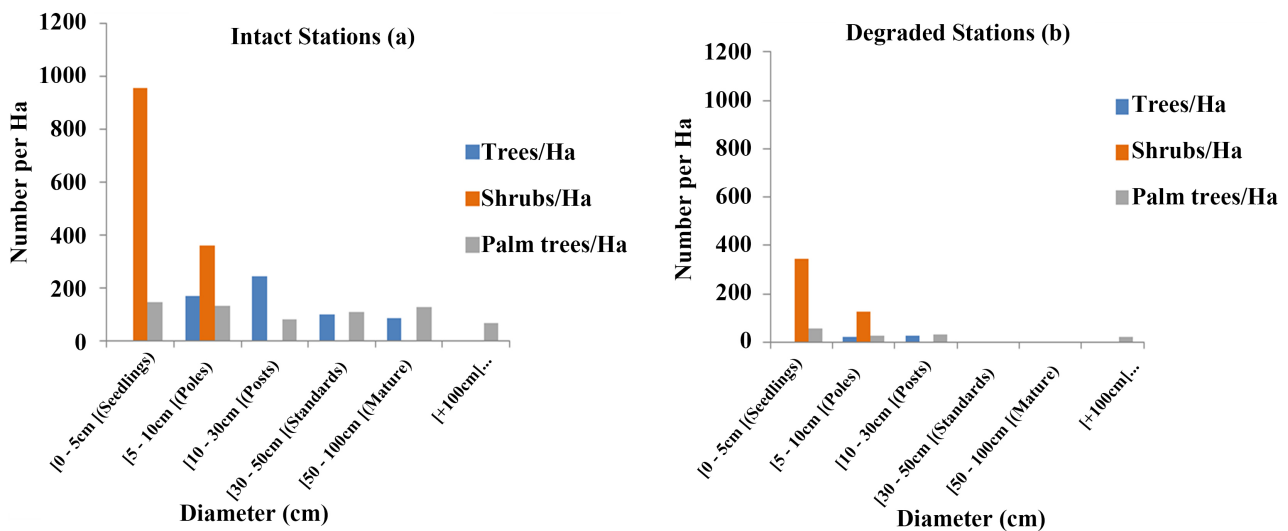 Intact Stations (a)
Number per Ha
1200
1000
800
600
400
200
0
Trees/Ha
Shrubs/Ha
Palm trees/Ha
[0 - 5cm [(Seedlings)
[5 - 10cm [(Poles)
[10 - 30cm [(Posts)
[30 - 50cm [(Standards)
[50 - 100cm [(Mature)
[+100cm[...
Diameter (cm)
Degraded Stations (b)
Number per Ha
1200
1000
800
600
400
200
0
Trees/Ha
Shrubs/Ha
Palm trees/Ha
[0 - 5cm [(Seedlings)
[5 - 10cm [(Poles)
[10 - 30cm [(Posts)
[30 - 50cm [(Standards)
[50 - 100cm [(Mature)
[+100cm[...
Diameter (cm)